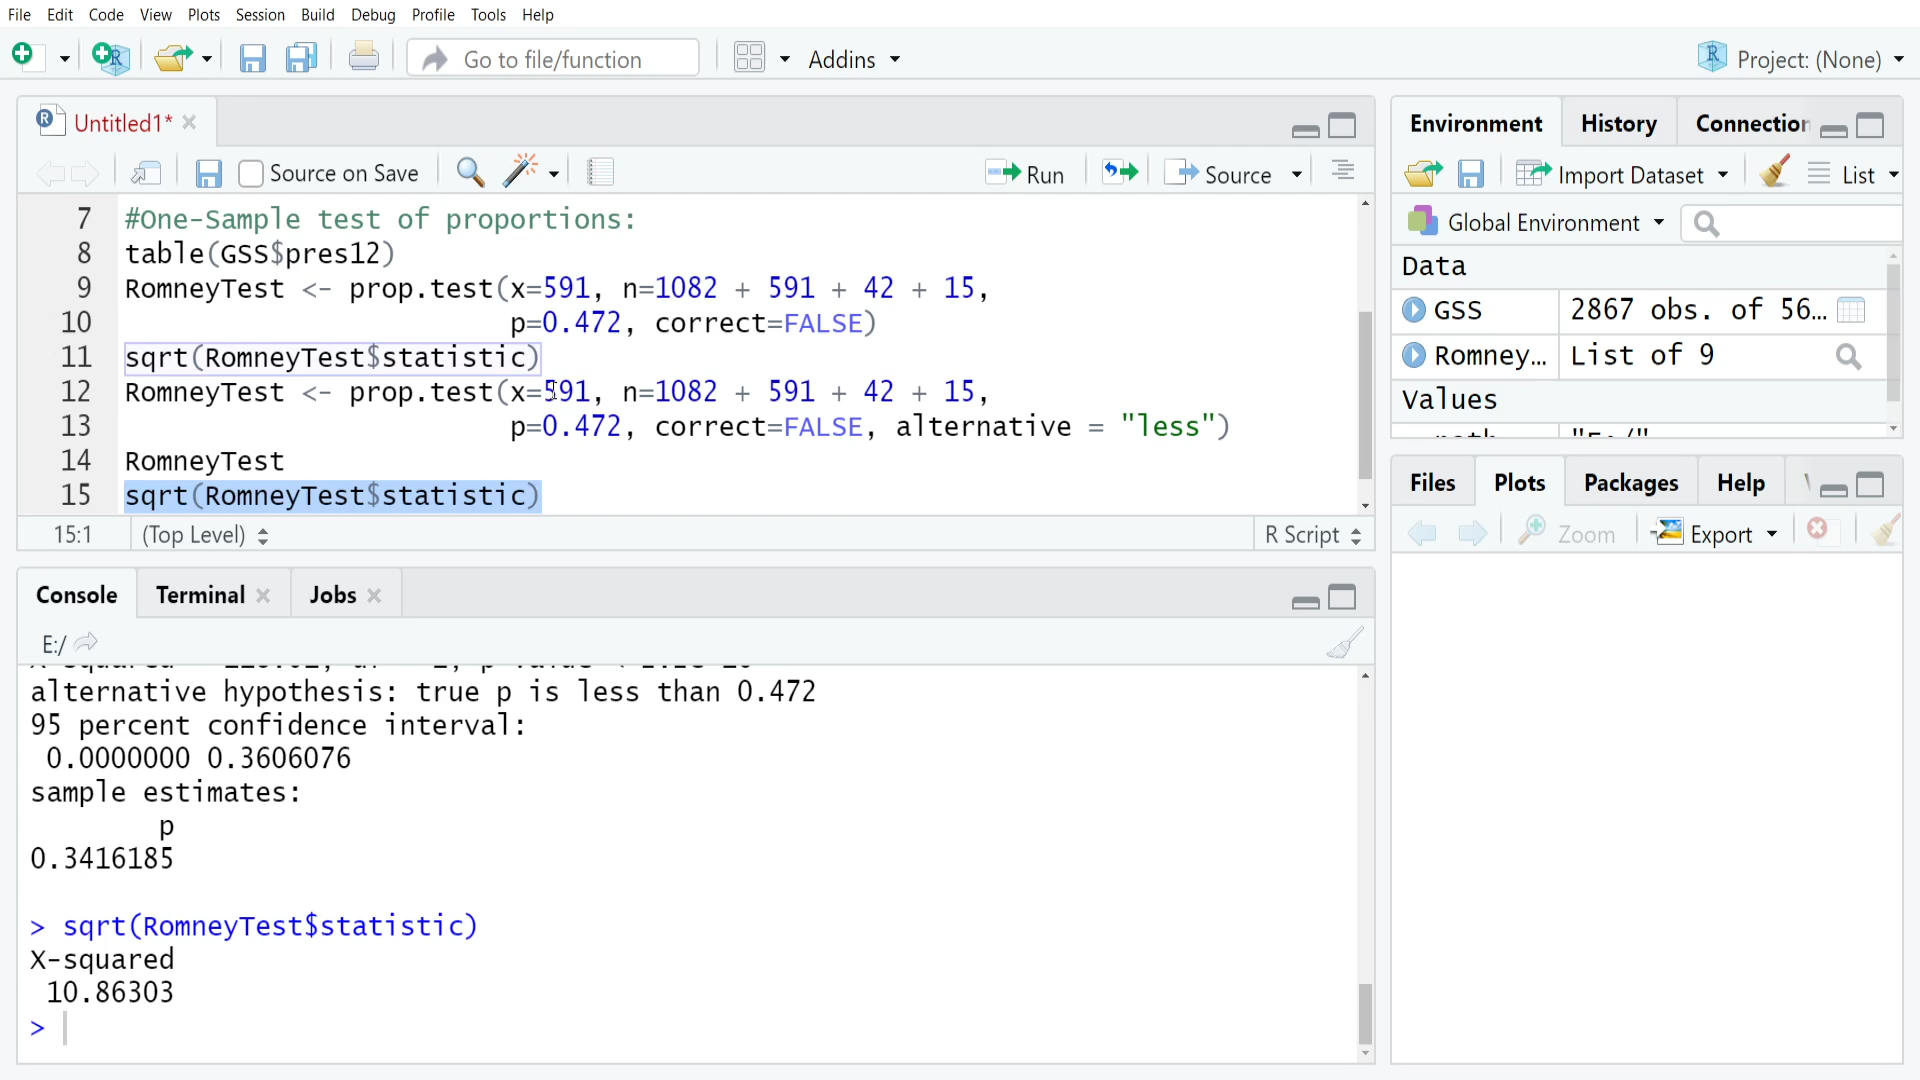 File Edit Code View Plots Session Build Debug Profile Tools Help
Go to file/function Addins Project: (None)
Untitled1*
Source on Save Run Source
7 #One-Sample test of proportions:
8 table(GSS$pres12)
9 RomneyTest <- prop.test(x=591, n=1082 + 591 + 42 + 15,
10 p=0.472, correct=FALSE)
11 sqrt(RomneyTest$statistic)
12 RomneyTest <- prop.test(x=591, n=1082 + 591 + 42 + 15,
13 p=0.472, correct=FALSE, alternative = "less")
14 RomneyTest
15 sqrt(RomneyTest$statistic)
15:1 (Top Level) R Script
Console Terminal Jobs
E:/
alternative hypothesis: true p is less than 0.472
95 percent confidence interval:
0.0000000 0.3606076
sample estimates:
p
0.3416185
> sqrt(RomneyTest$statistic)
X-squared
10.86303
>
Environment History Connection
Import Dataset List
Global Environment
Data
GSS 2867 obs. of 56…
Romney… List of 9
Values
Files Plots Packages Help
Zoom Export